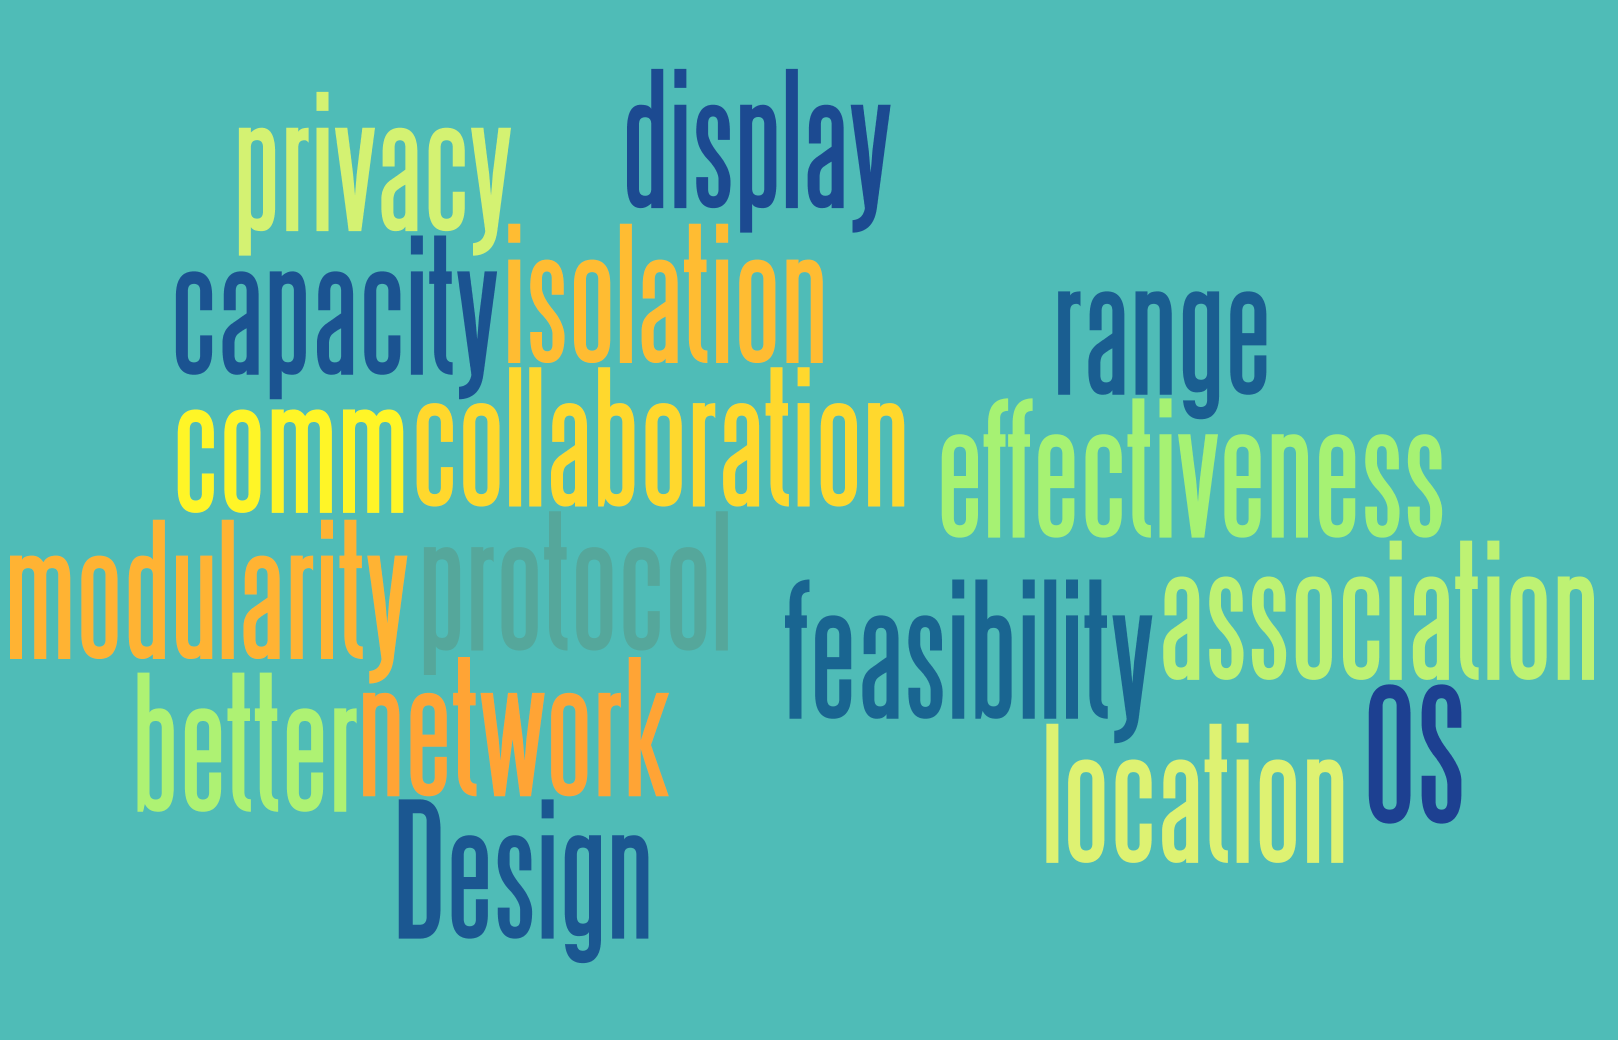 privacy
display
capacity
isolation
range
comm
collaboration
effectiveness
modularity
protocol
feasibility
association
better
network
location
OS
Design